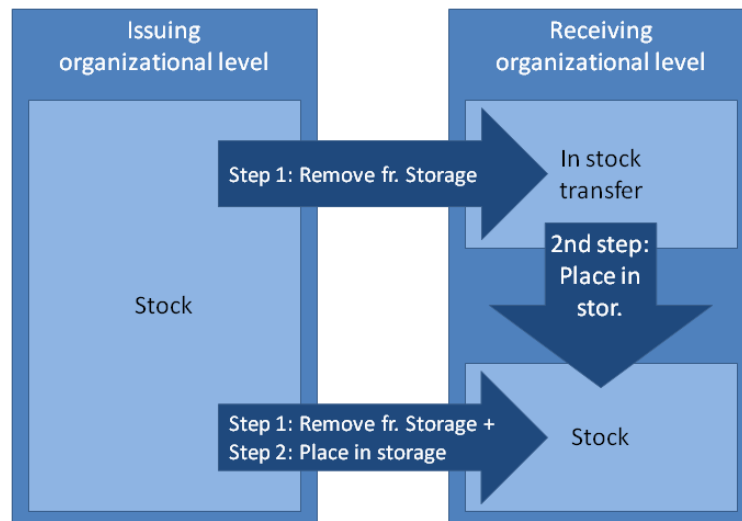 Issuing
organizational level
Receiving
organizational level
Step 1: Remove fr. Storage
In stock
transfer
2nd step:
Place in
stor.
Stock
Step 1: Remove fr. Storage +
Step 2: Place in storage
Stock